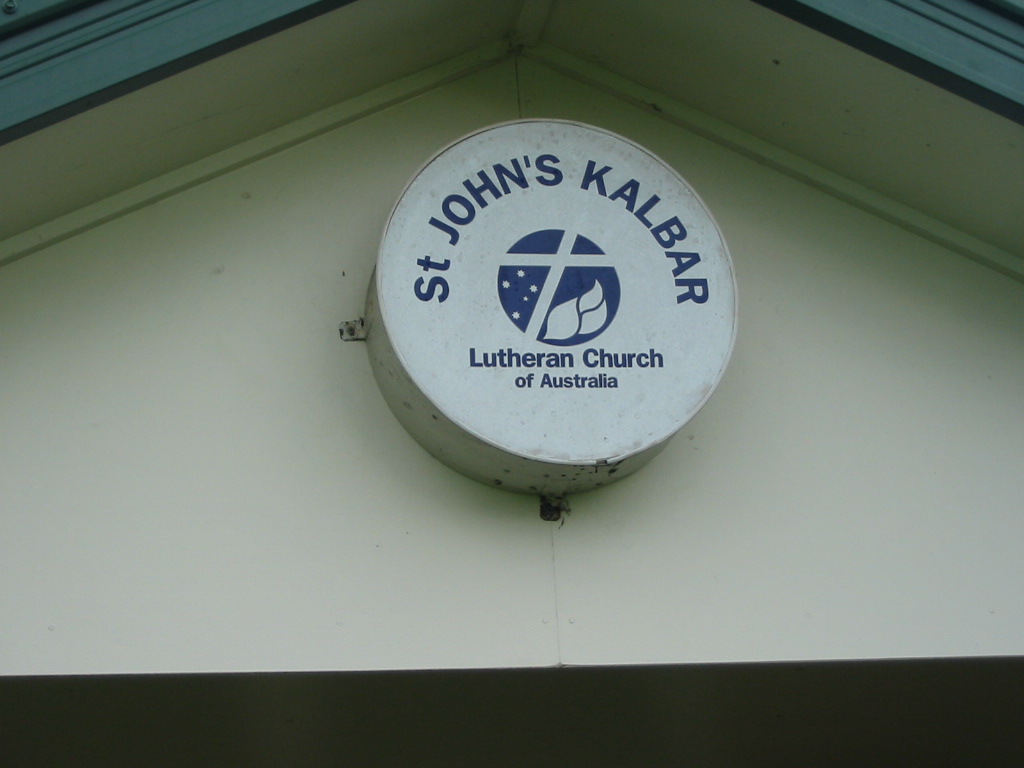 St JOHN'S KALBAR
Lutheran Church
of Australia